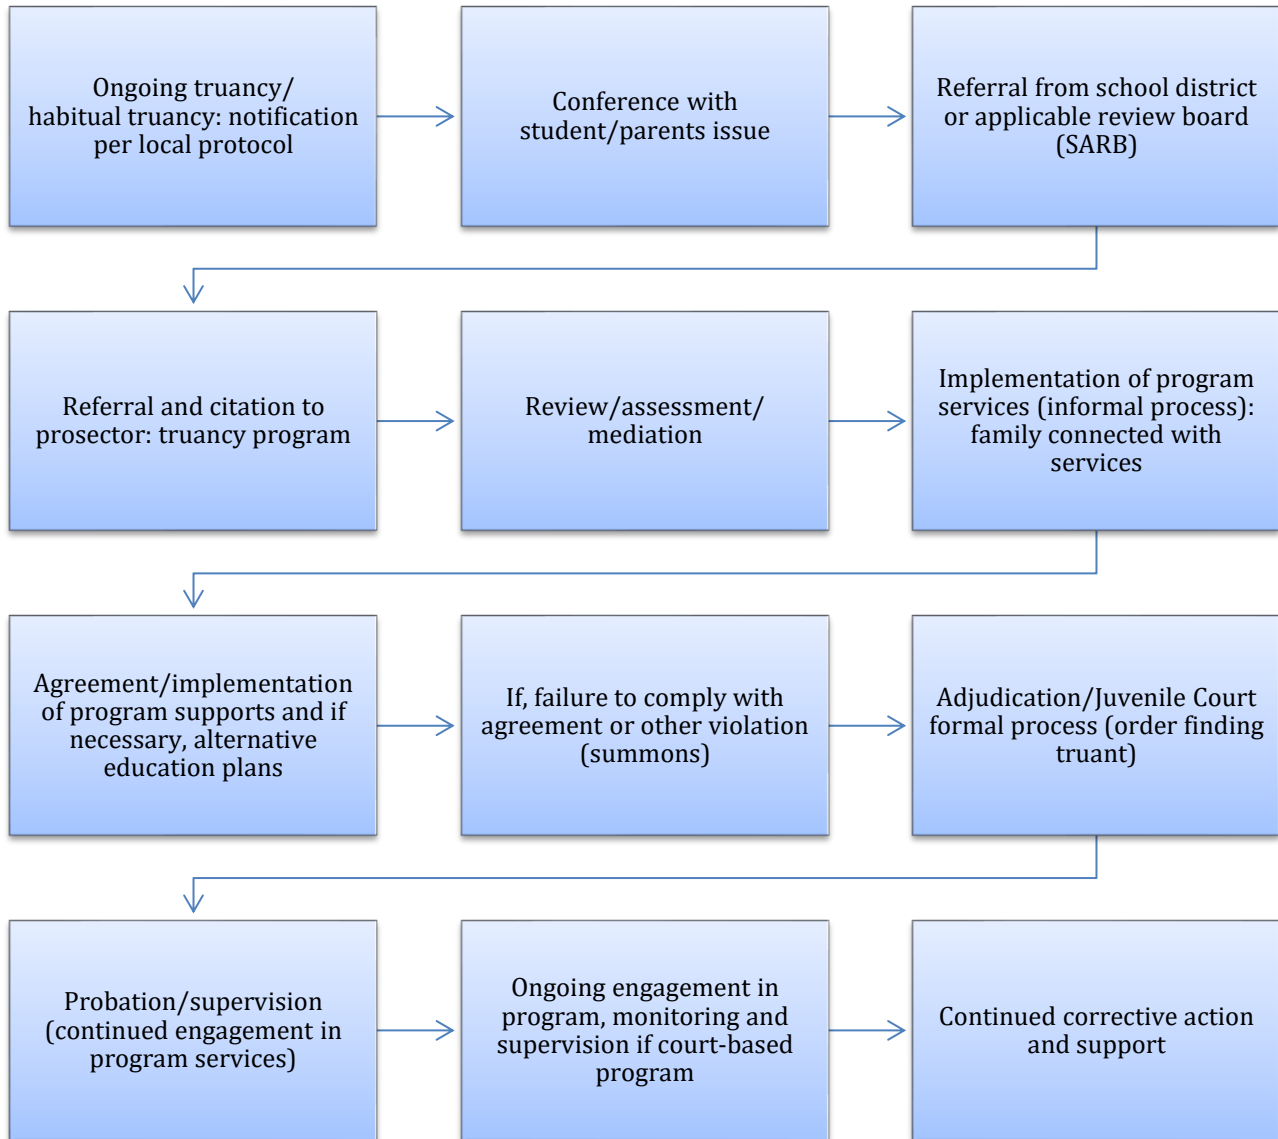 Ongoing truancy/
habitual truancy: notification
per local protocol
Conference with
student/parents issue
Referral from school district
or applicable review board
(SARB)
Referral and citation to
prosector: truancy program
Review/assessment/
mediation
Implementation of program
services (informal process):
family connected with
services
Agreement/implementation
of program supports and if
necessary, alternative
education plans
If, failure to comply with
agreement or other violation
(summons)
Adjudication/Juvenile Court
formal process (order finding
truant)
Probation/supervision
(continued engagement in
program services)
Ongoing engagement in
program, monitoring and
supervision if court-based
program
Continued corrective action
and support